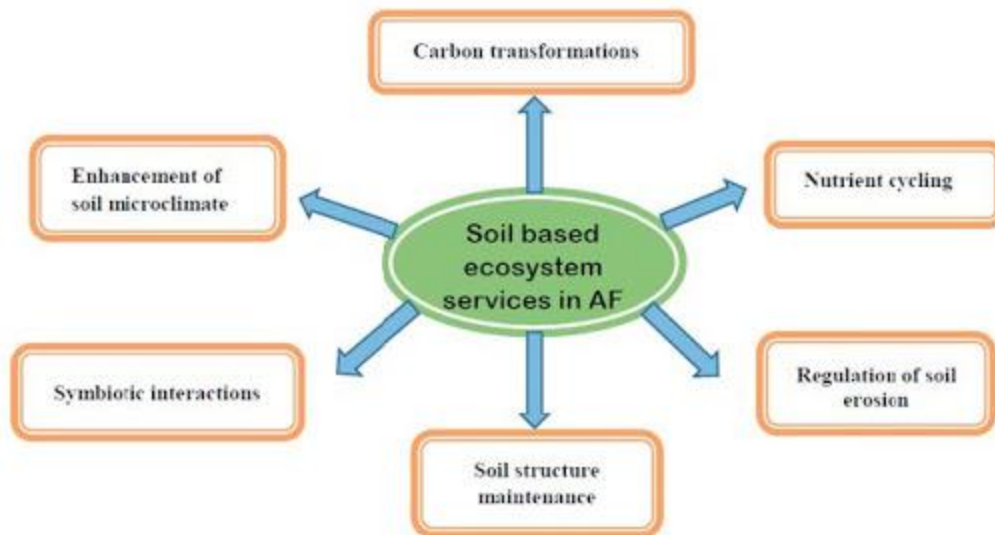 Carbon transformations
Enhancement of
soil microclimate
Nutrient cycling
Soil based
ecosystem
services in AF
Symbiotic interactions
Regulation of soil
erosion
Soil structure
maintenance